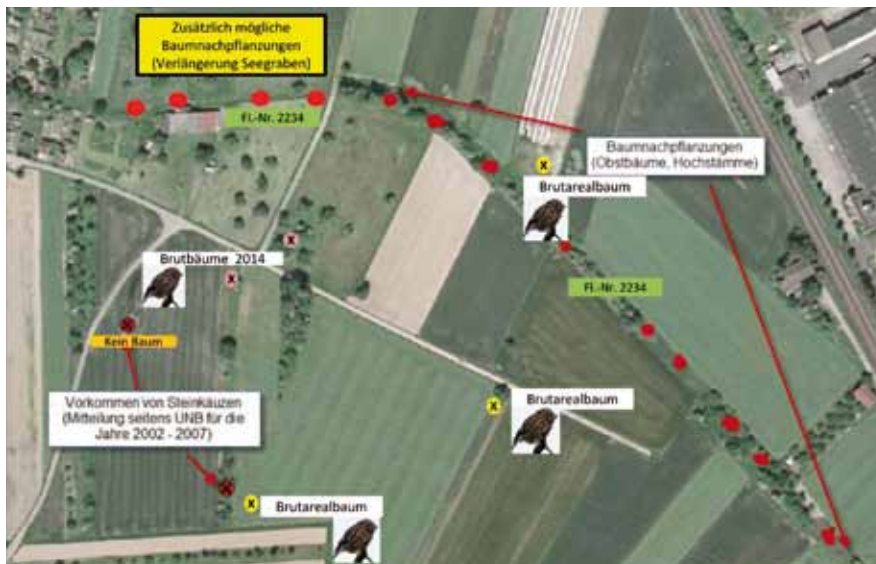 Zusätzlich mögliche
Baumnachpflanzungen
(Verlängerung Seegraben)
Fl.-Nr. 2234
Baumnachpflanzungen
(Obstbäume, Hochstämme)
X
Brutarealbaum
X
Brutbäume 2014
X
Fl.-Nr. 2234
X
Kein Baum
Vorkommen von Steinkäuzen
(Mitteilung seitens UNB für die
Jahre 2002 - 2007)
Brutarealbaum
X
X
X
Brutarealbaum